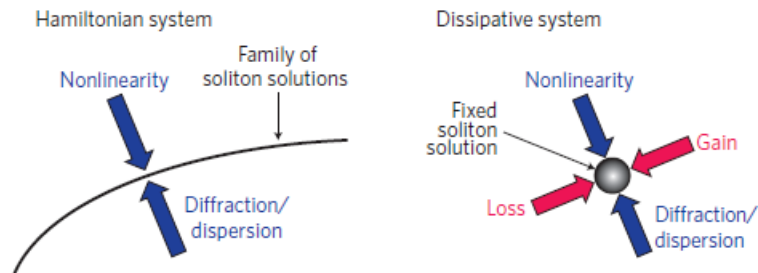 Hamiltonian system
Family of
soliton solutions
Nonlinearity
Diffraction/
dispersion
Dissipative system
Nonlinearity
Fixed
soliton
solution
Gain
Loss
Diffraction/
dispersion